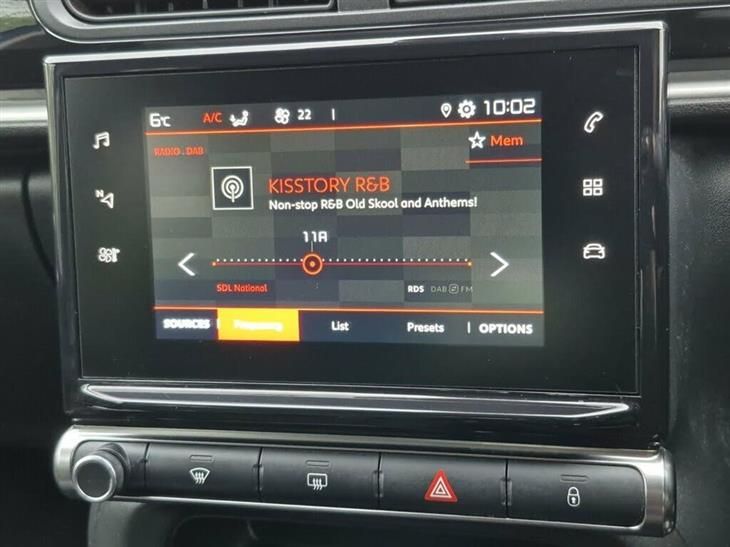 6°C A/C 22 10:02
RADIO . DAB
Mem
KISSTORY R&B
Non-stop R&B Old Skool and Anthems!
11A
SDL National
RDS DAB FM
SOURCES Frequency List Presets OPTIONS
N